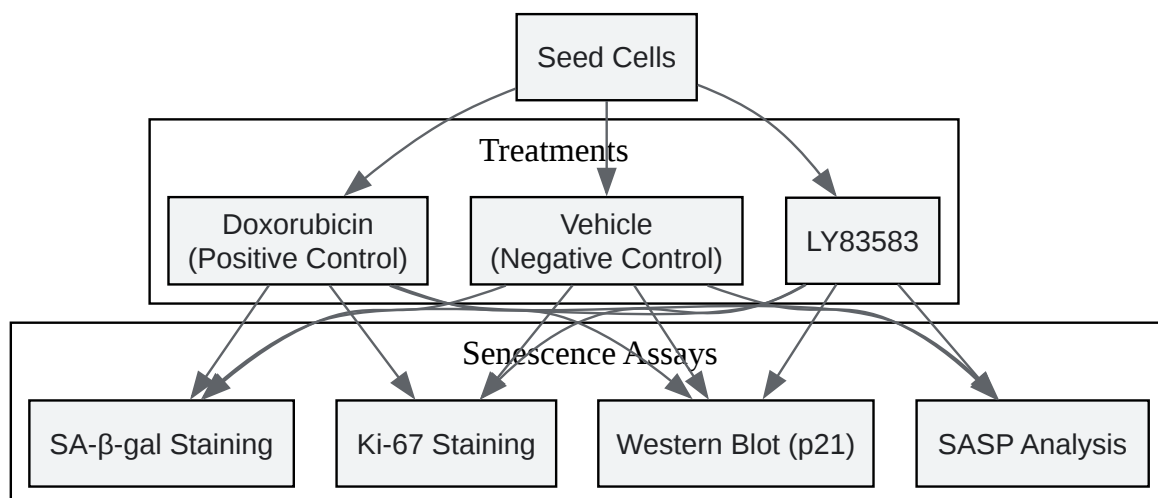 Seed Cells
Treatments
Doxorubicin
(Positive Control)
Vehicle
(Negative Control)
LY83583
Senescence Assays
SA-β-gal Staining
Ki-67 Staining
Western Blot (p21)
SASP Analysis